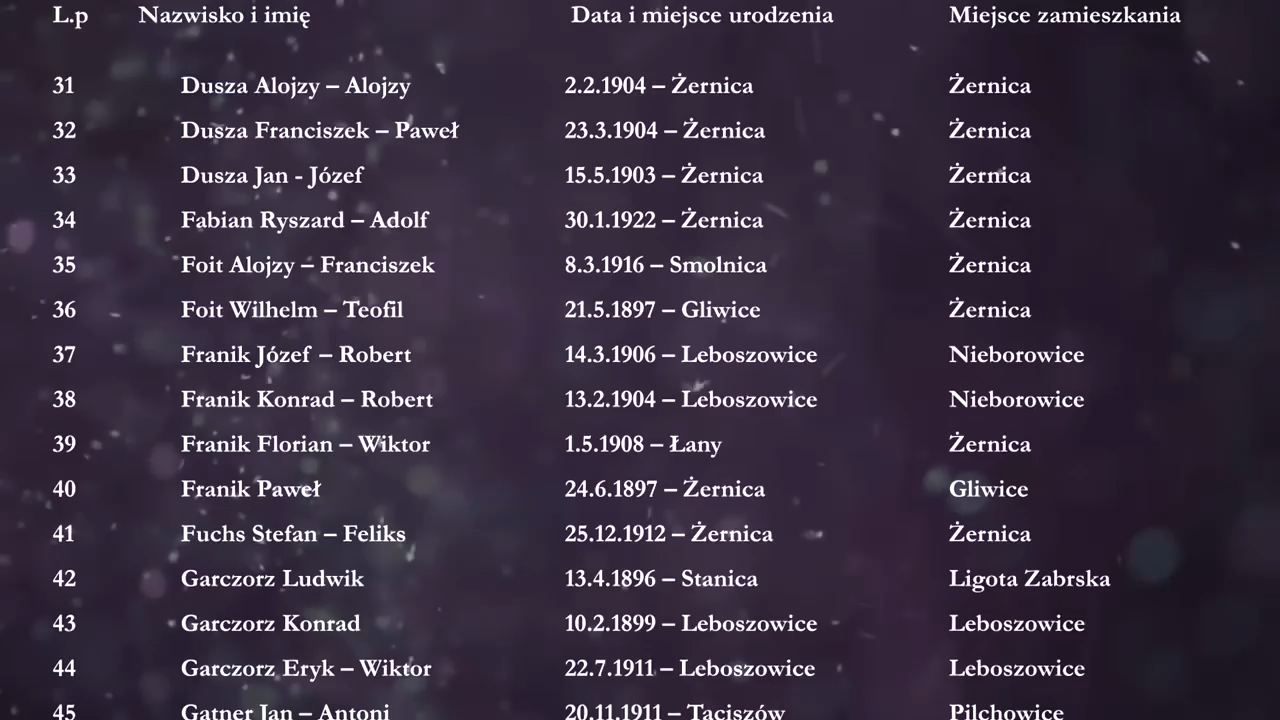 L.p Nazwisko i imię Data i miejsce urodzenia Miejsce zamieszkania
31 Dusza Alojzy – Alojzy 2.2.1904 – Żernica Żernica
32 Dusza Franciszek – Paweł 23.3.1904 – Żernica Żernica
33 Dusza Jan - Józef 15.5.1903 – Żernica Żernica
34 Fabian Ryszard – Adolf 30.1.1922 – Żernica Żernica
35 Foit Alojzy – Franciszek 8.3.1916 – Smolnica Żernica
36 Foit Wilhelm – Teofil 21.5.1897 – Gliwice Żernica
37 Franik Józef – Robert 14.3.1906 – Leboszowice Nieborowice
38 Franik Konrad – Robert 13.2.1904 – Leboszowice Nieborowice
39 Franik Florian – Wiktor 1.5.1908 – Łany Żernica
40 Franik Paweł 24.6.1897 – Żernica Gliwice
41 Fuchs Stefan – Feliks 25.12.1912 – Żernica Żernica
42 Garczorz Ludwik 13.4.1896 – Stanica Ligota Zabrska
43 Garczorz Konrad 10.2.1899 – Leboszowice Leboszowice
44 Garczorz Eryk – Wiktor 22.7.1911 – Leboszowice Leboszowice
45 Gatner Jan – Antoni 20.11.1911 – Taciszów Pilchowice